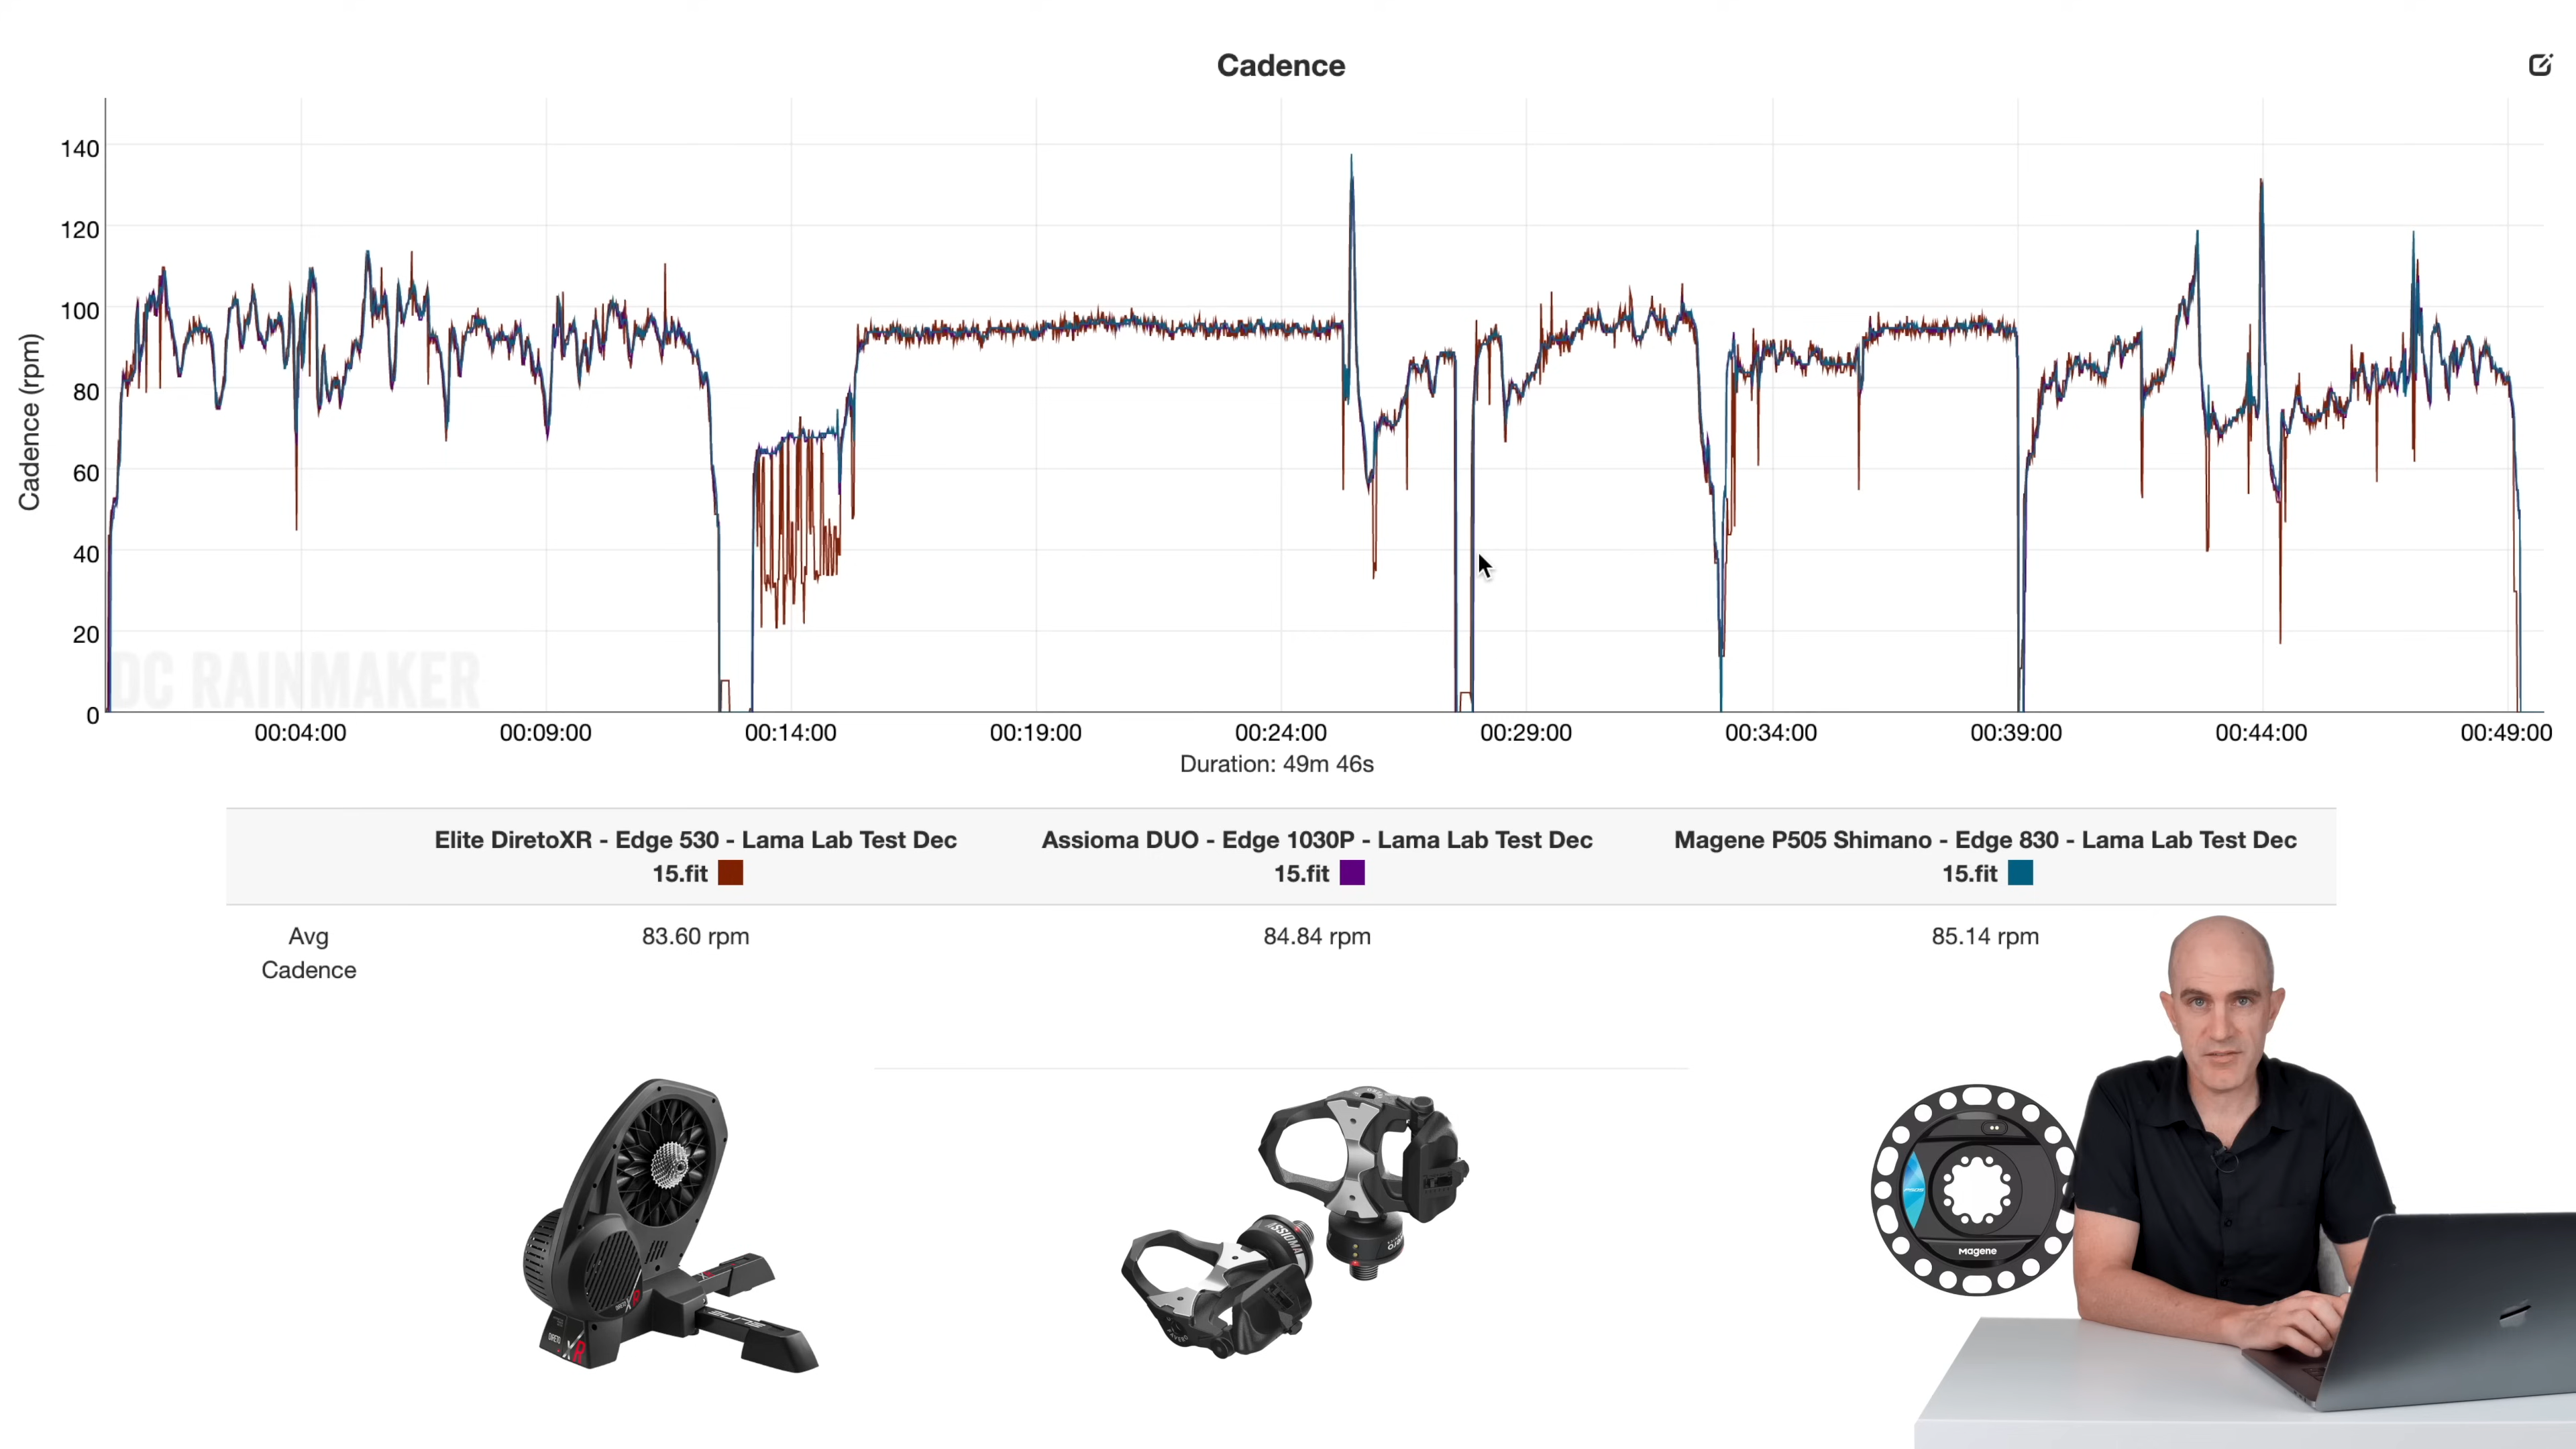 Cadence
Cadence (rpm)
140
120
100
80
60
40
20
0
DC RAINMAKER
00:04:00 00:09:00 00:14:00 00:19:00 00:24:00 00:29:00 00:34:00 00:39:00 00:44:00 00:49:00
Duration: 49m 46s
Elite DiretoXR - Edge 530 - Lama Lab Test Dec
15.fit
Assioma DUO - Edge 1030P - Lama Lab Test Dec
15.fit
Magene P505 Shimano - Edge 830 - Lama Lab Test Dec
15.fit
Avg
Cadence
83.60 rpm
84.84 rpm
85.14 rpm
DIRETO
XR
ASSIOMA
P505
Magene